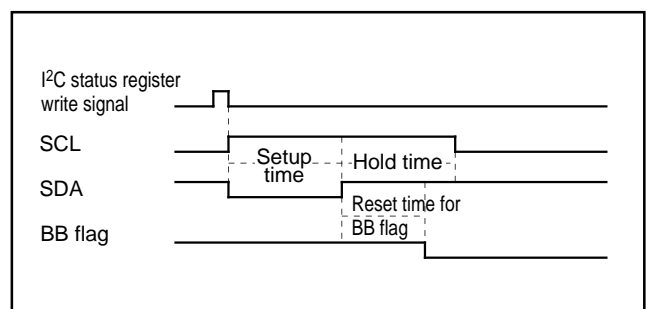 I²C status register
write signal
SCL
Setup
time
Hold time
SDA
Reset time for
BB flag
BB flag